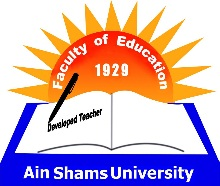 Faculty of Education
1929
Developed Teacher
Ain Shams University